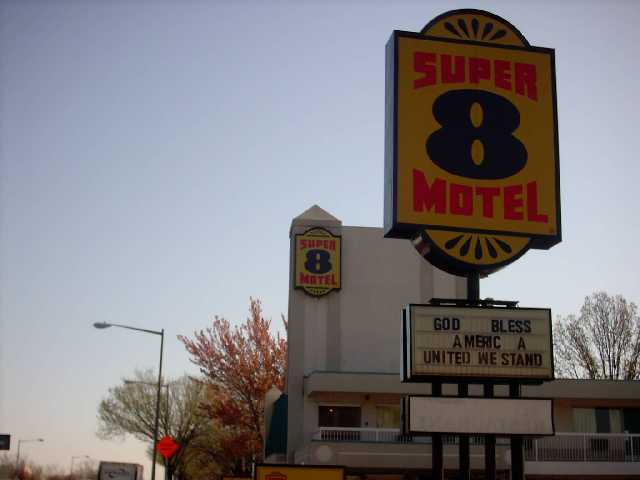 SUPER
8
MOTEL
SUPER
8
MOTEL
GOD BLESS
AMERIC A
UNITED WE STAND